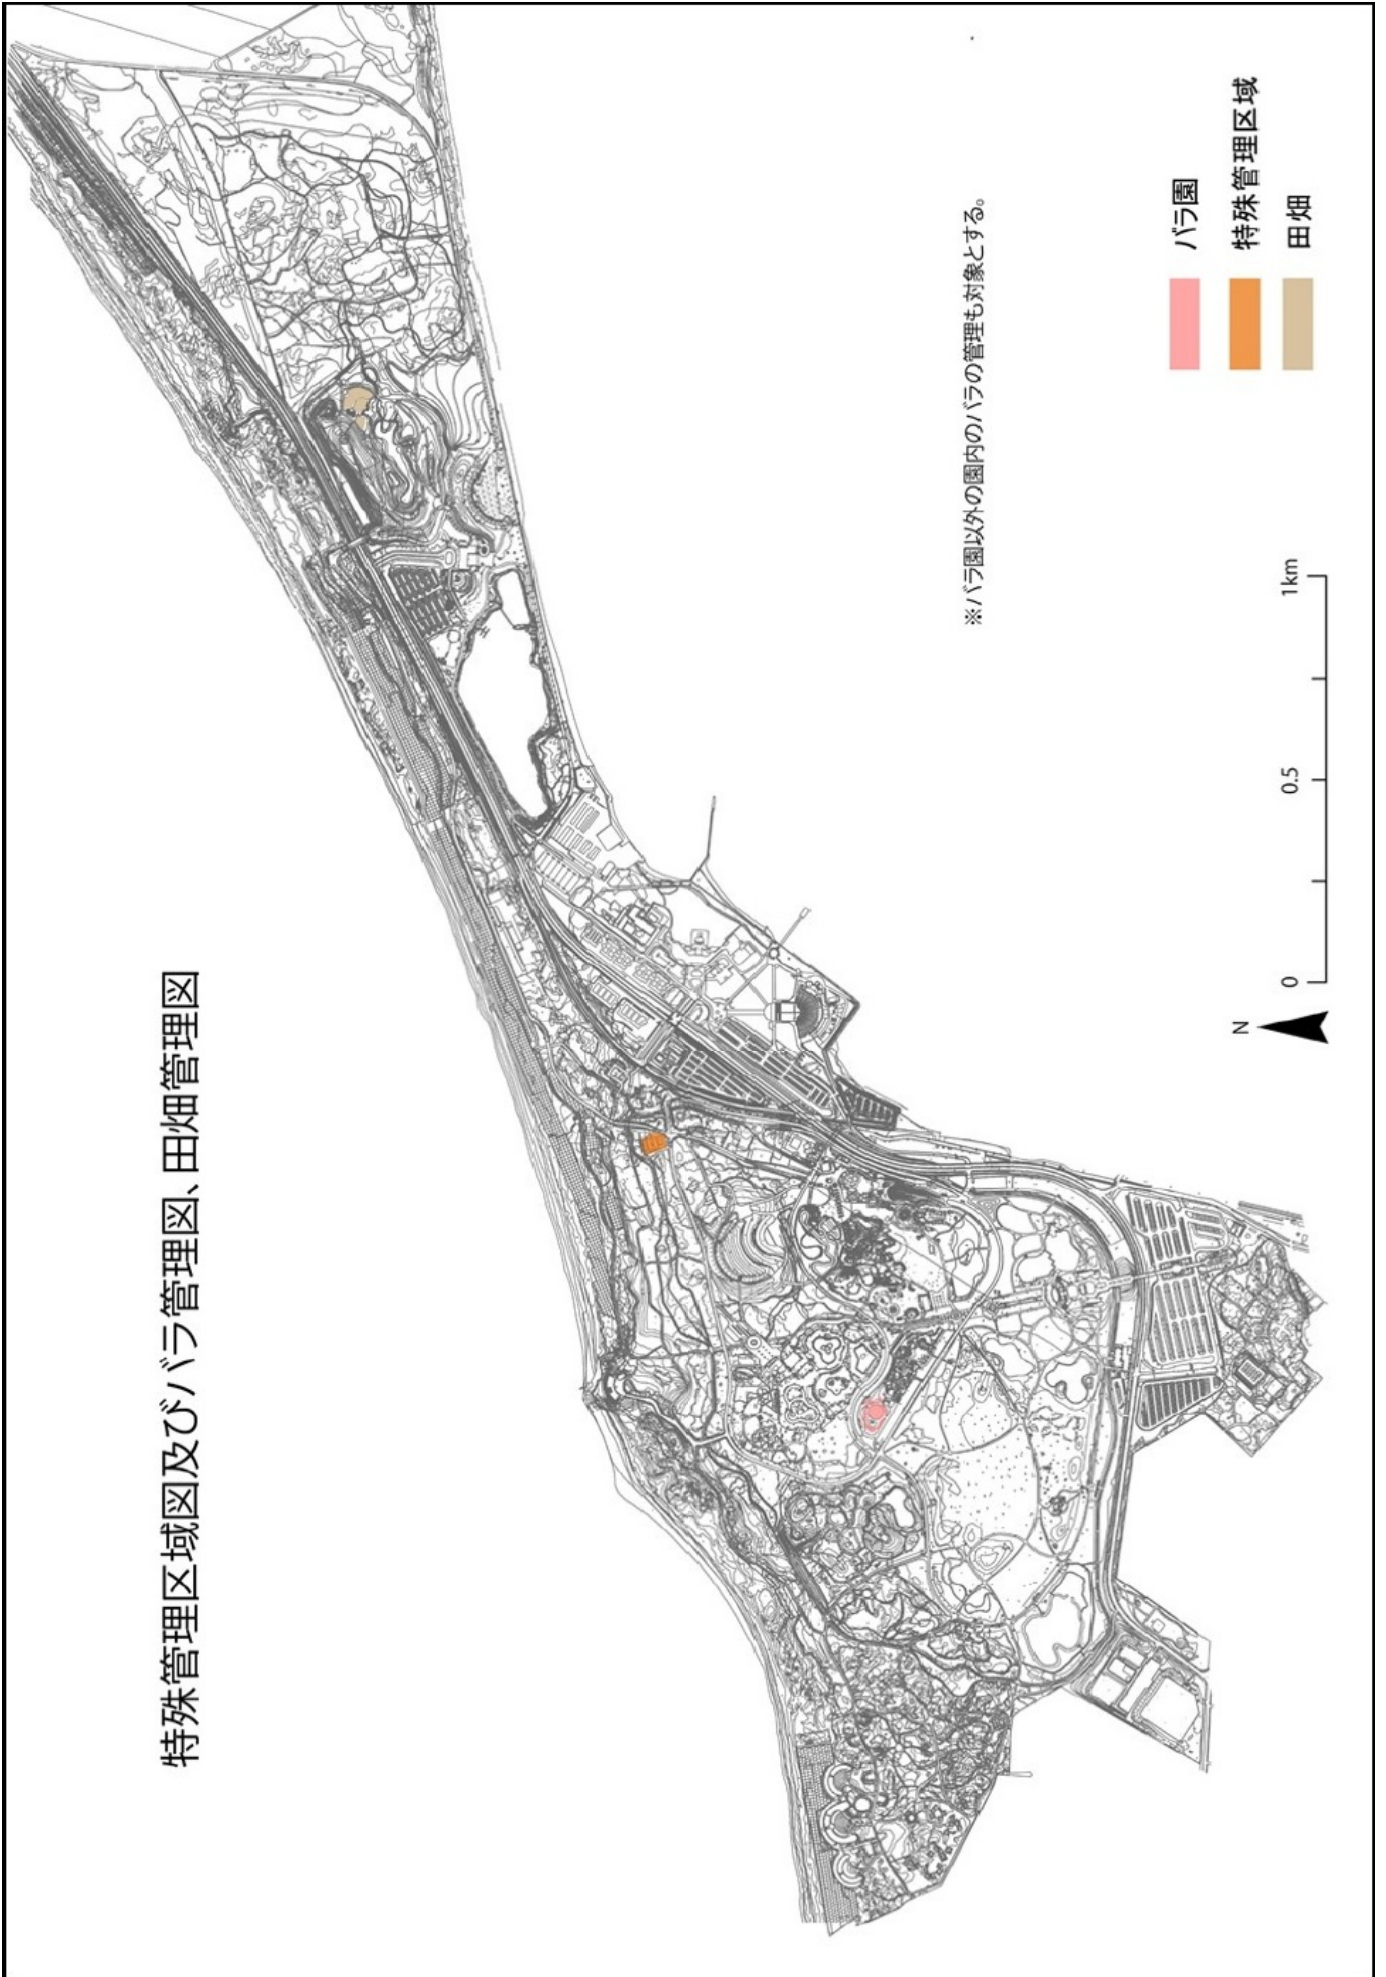 特殊管理区域図及びバラ管理図、田畑管理図
※バラ園以外の園内のバラの管理も対象とする。
バラ園
特殊管理区域
田畑
N
0 0.5 1km